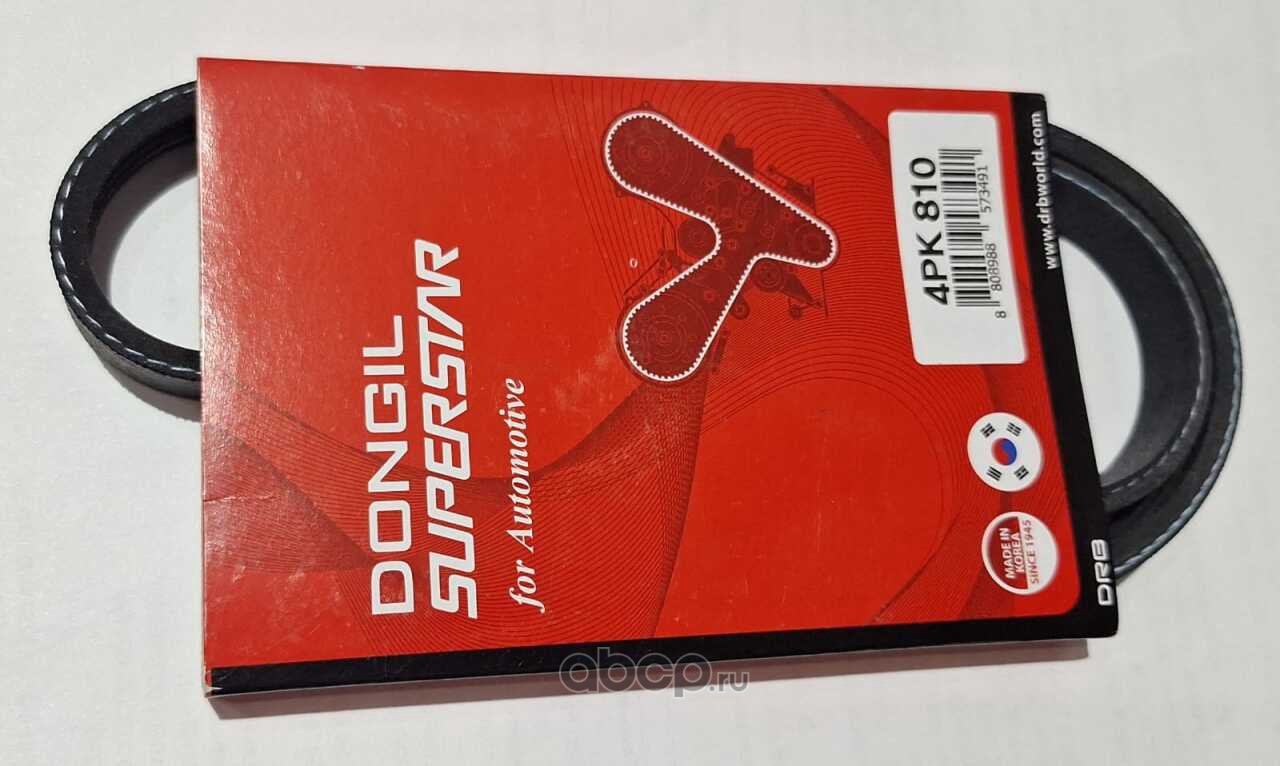 DONGIL
SUPERSTAR
for Automotive
4PK 810
8 808988 573491
www.drbworld.com
MADE IN
KOREA
SINCE 1945
DRB
abcp.ru